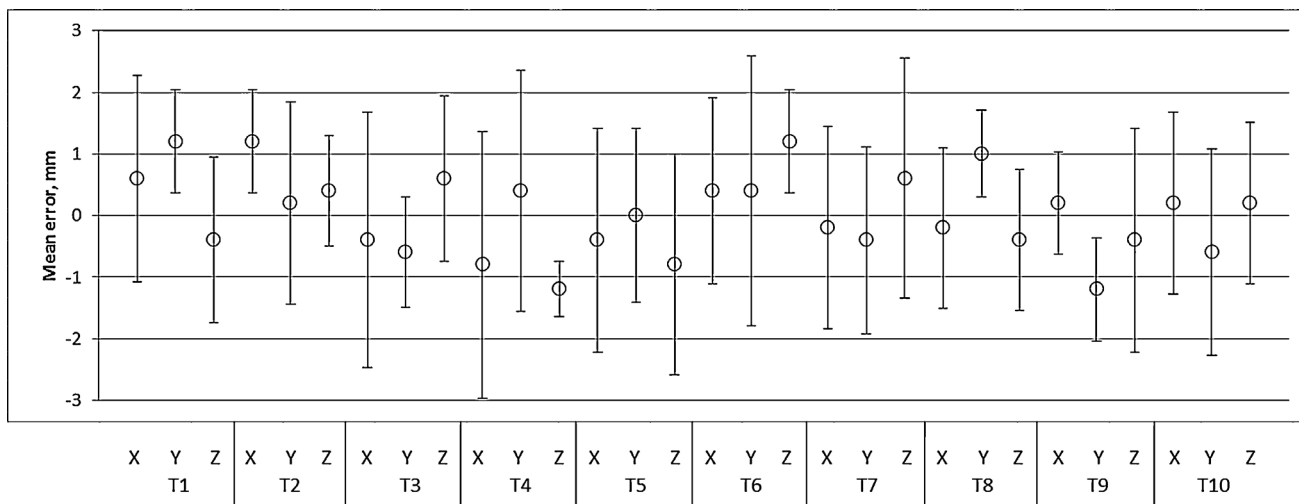 3
2
1
0
-1
-2
-3
Mean error, mm
X Y Z X Y Z X Y Z X Y Z X Y Z X Y Z X Y Z X Y Z X Y Z X Y Z
T1 T2 T3 T4 T5 T6 T7 T8 T9 T10